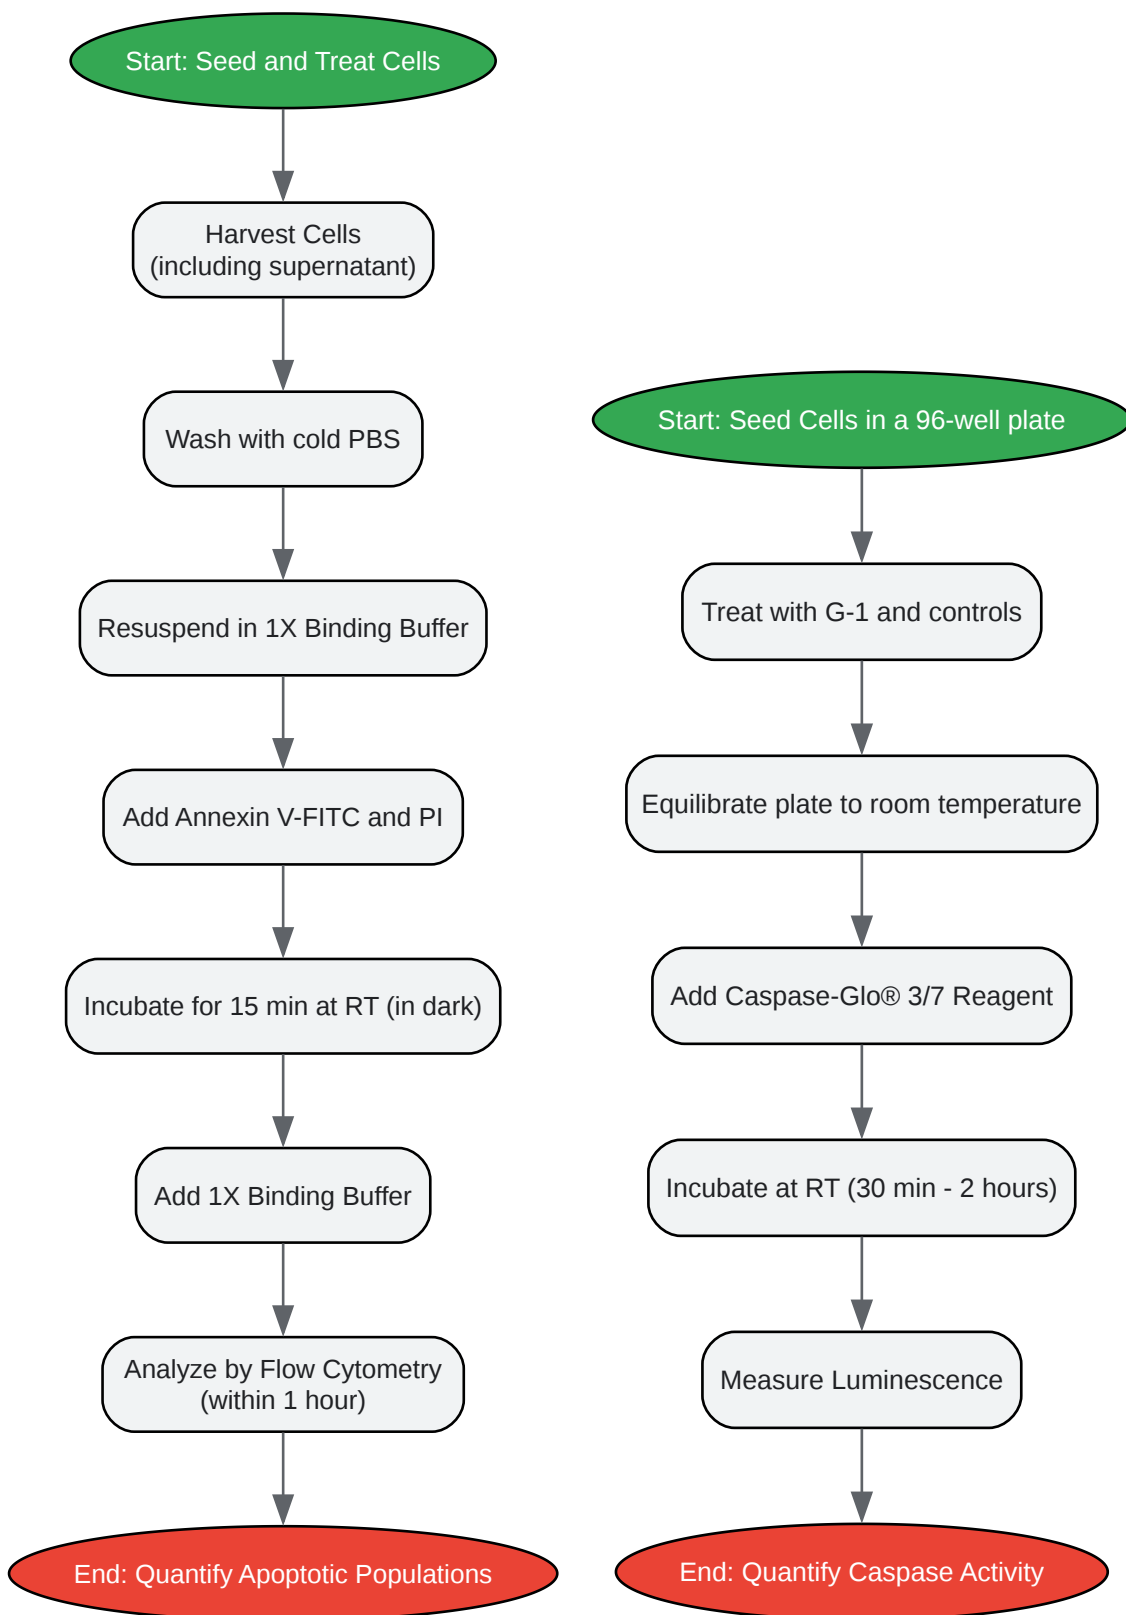 Start: Seed and Treat Cells
Harvest Cells
(including supernatant)
Wash with cold PBS
Resuspend in 1X Binding Buffer
Add Annexin V-FITC and PI
Incubate for 15 min at RT (in dark)
Add 1X Binding Buffer
Analyze by Flow Cytometry
(within 1 hour)
End: Quantify Apoptotic Populations
Start: Seed Cells in a 96-well plate
Treat with G-1 and controls
Equilibrate plate to room temperature
Add Caspase-Glo® 3/7 Reagent
Incubate at RT (30 min - 2 hours)
Measure Luminescence
End: Quantify Caspase Activity